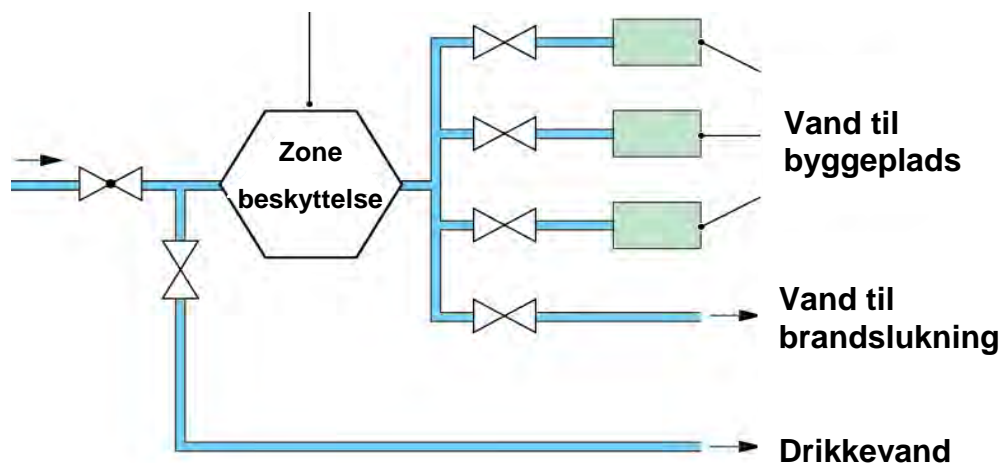 Zone
beskyttelse
Vand til
byggeplads
Vand til
brandslukning
Drikkevand